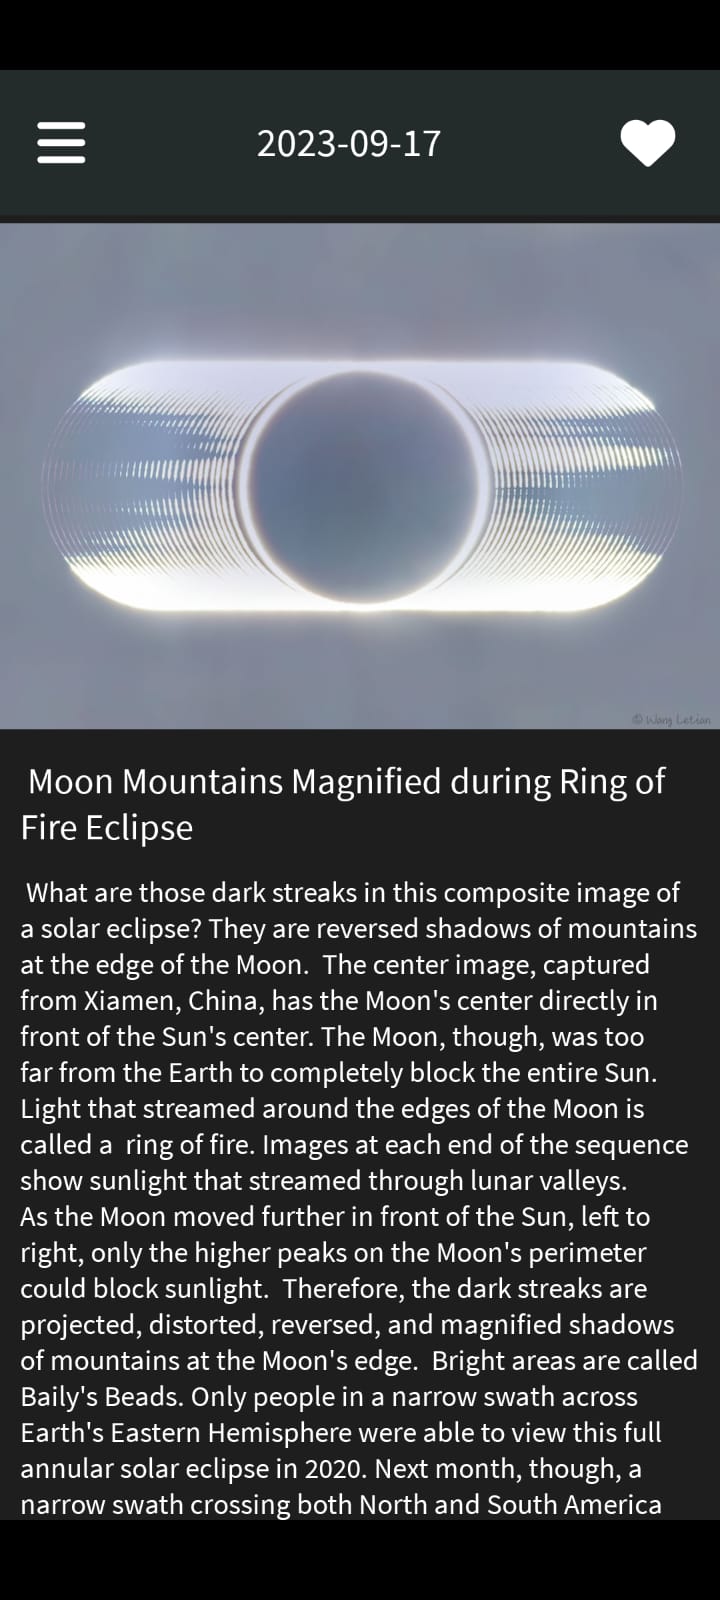 2023-09-17
© Wang Letian
Moon Mountains Magnified during Ring of
Fire Eclipse
What are those dark streaks in this composite image of
a solar eclipse? They are reversed shadows of mountains
at the edge of the Moon.  The center image, captured
from Xiamen, China, has the Moon's center directly in
front of the Sun's center. The Moon, though, was too
far from the Earth to completely block the entire Sun.
Light that streamed around the edges of the Moon is
called a  ring of fire. Images at each end of the sequence
show sunlight that streamed through lunar valleys.
As the Moon moved further in front of the Sun, left to
right, only the higher peaks on the Moon's perimeter
could block sunlight.  Therefore, the dark streaks are
projected, distorted, reversed, and magnified shadows
of mountains at the Moon's edge.  Bright areas are called
Baily's Beads. Only people in a narrow swath across
Earth's Eastern Hemisphere were able to view this full
annular solar eclipse in 2020. Next month, though, a
narrow swath crossing both North and South America